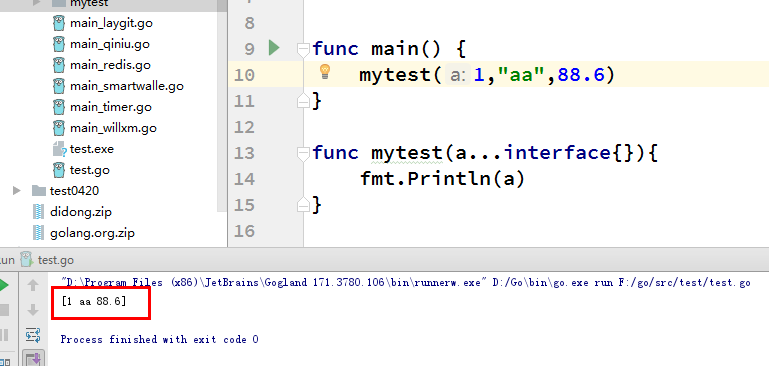 mytest
main_laygit.go
main_qiniu.go
main_redis.go
main_smartwalle.go
main_timer.go
main_willxm.go
test.exe
test.go
test0420
didong.zip
golang.org.zip
8
9 func main() {
10 mytest( a: 1,"aa",88.6)
11 }
12
13 func mytest(a...interface{}){
14 fmt.Println(a)
15 }
16
un test.go
"D:\Program Files (x86)\JetBrains\Gogland 171.3780.106\bin\runnerw.exe" D:/Go\bin\go.exe run F:/go/src/test/test.go
[1 aa 88.6]
Process finished with exit code 0